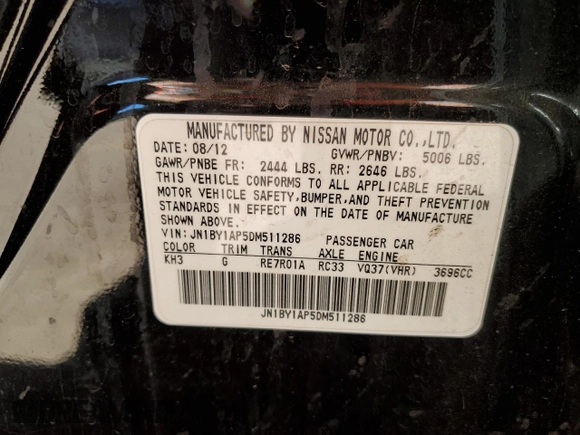 MANUFACTURED BY NISSAN MOTOR CO.,LTD.
DATE: 08/12 GVWR/PNBV: 5006 LBS.
GAWR/PNBE FR: 2444 LBS. RR: 2646 LBS.
THIS VEHICLE CONFORMS TO ALL APPLICABLE FEDERAL
MOTOR VEHICLE SAFETY,BUMPER,AND THEFT PREVENTION
STANDARDS IN EFFECT ON THE DATE OF MANUFACTURE
SHOWN ABOVE.
VIN:JN1BY1AP5DM511286 PASSENGER CAR
COLOR TRIM TRANS AXLE ENGINE
KH3 G RE7R01A RC33 VQ37(VHR) 3696CC
JN1BY1AP5DM511286